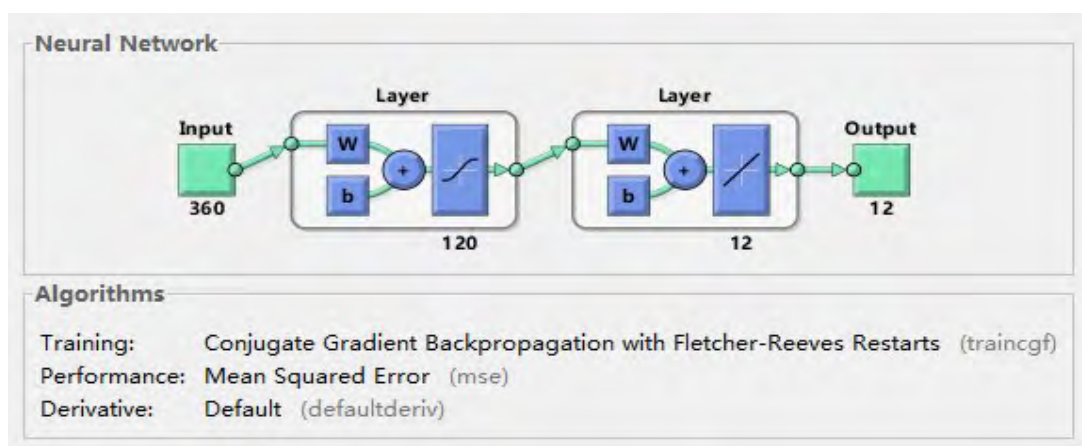 Neural Network
Layer Layer
Input Output
W W
b b
+ +
360 12
120 12
Algorithms
Training: Conjugate Gradient Backpropagation with Fletcher-Reeves Restarts (traincgf)
Performance: Mean Squared Error (mse)
Derivative: Default (defaultderiv)